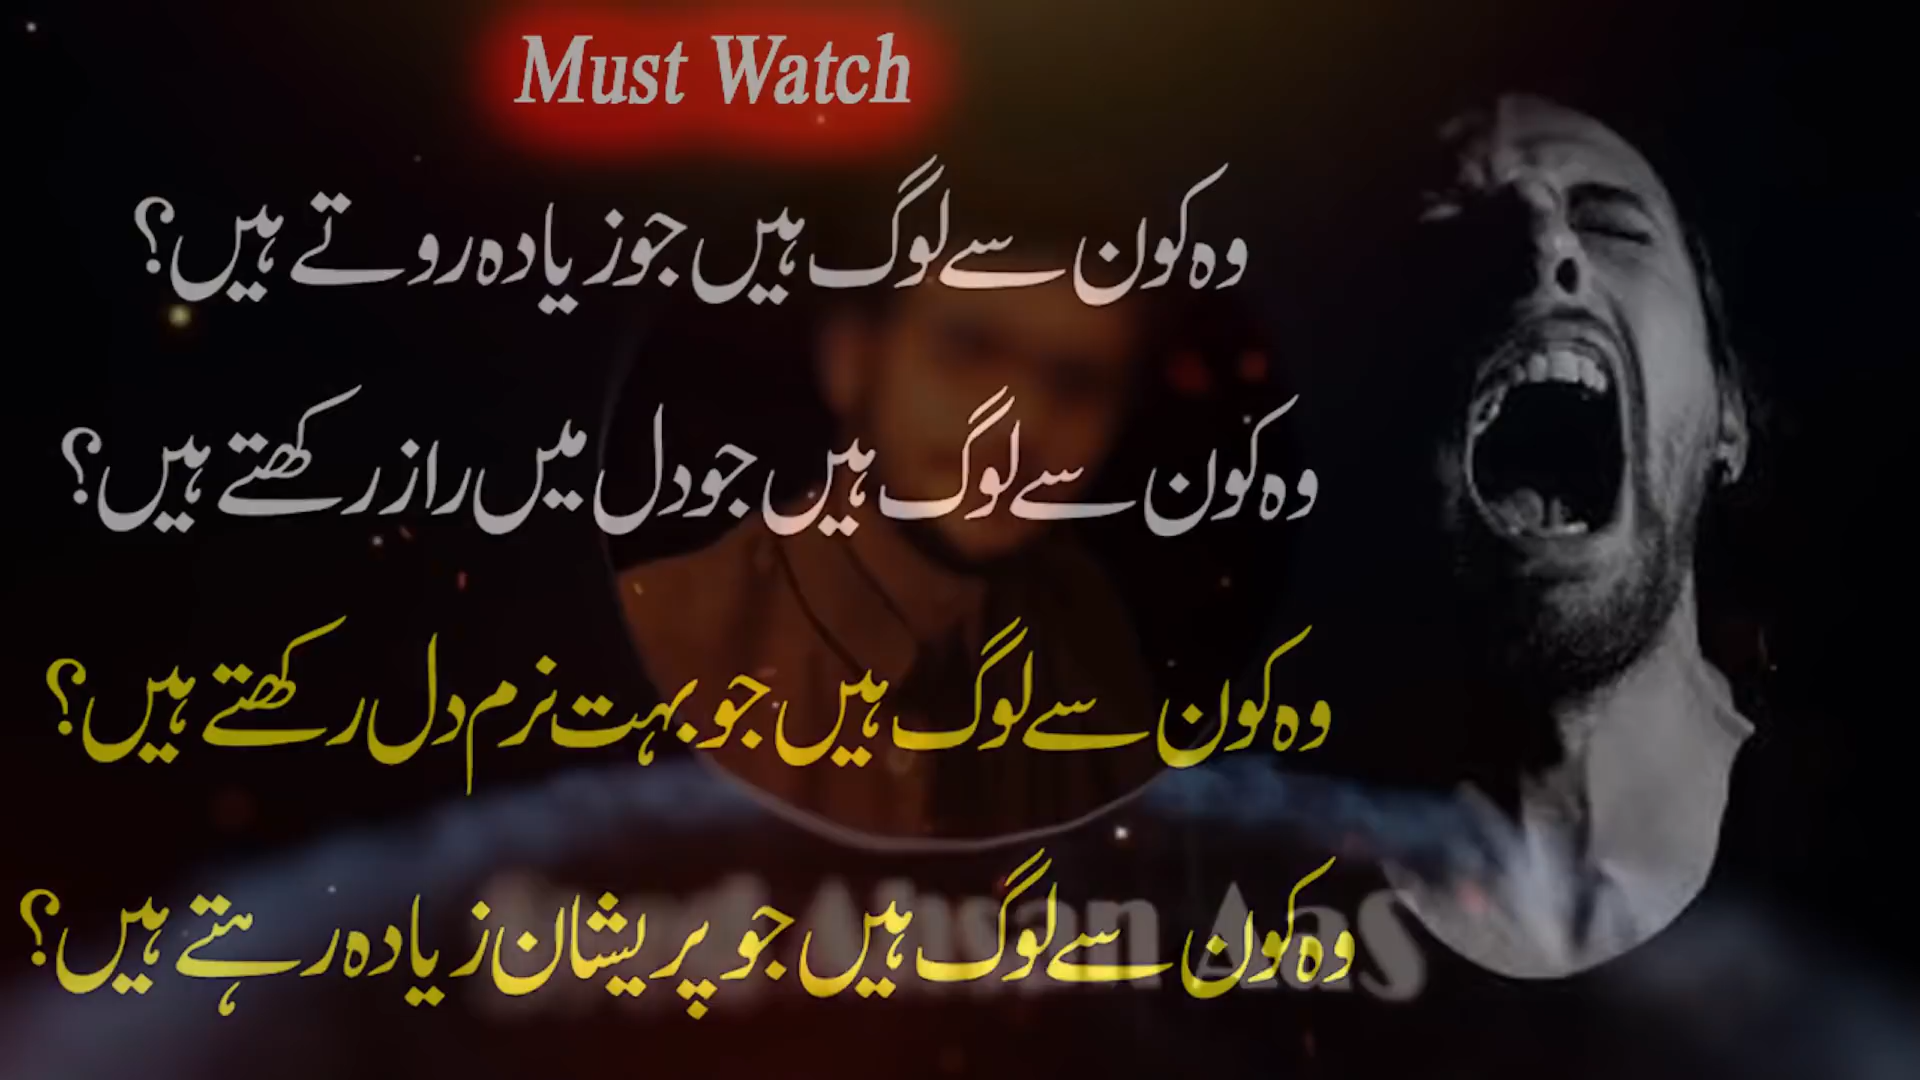 Must Watch
وہ کون سے لوگ ہیں جو زیادہ روتے ہیں؟
وہ کون سے لوگ ہیں جو دل میں راز رکھتے ہیں؟
وہ کون سے لوگ ہیں جو بہت نرم دل رکھتے ہیں؟
وہ کون سے لوگ ہیں جو پریشان زیادہ رہتے ہیں؟
Ahsan Aas